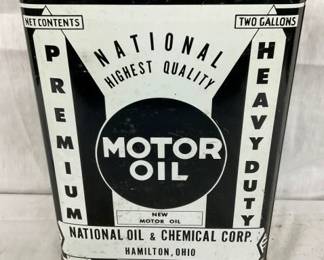 NET CONTENTS
TWO GALLONS
NATIONAL
HIGHEST QUALITY
PREMIUM
HEAVY DUTY
MOTOR
OIL
NEW
MOTOR OIL
NATIONAL OIL & CHEMICAL CORP.
HAMILTON, OHIO